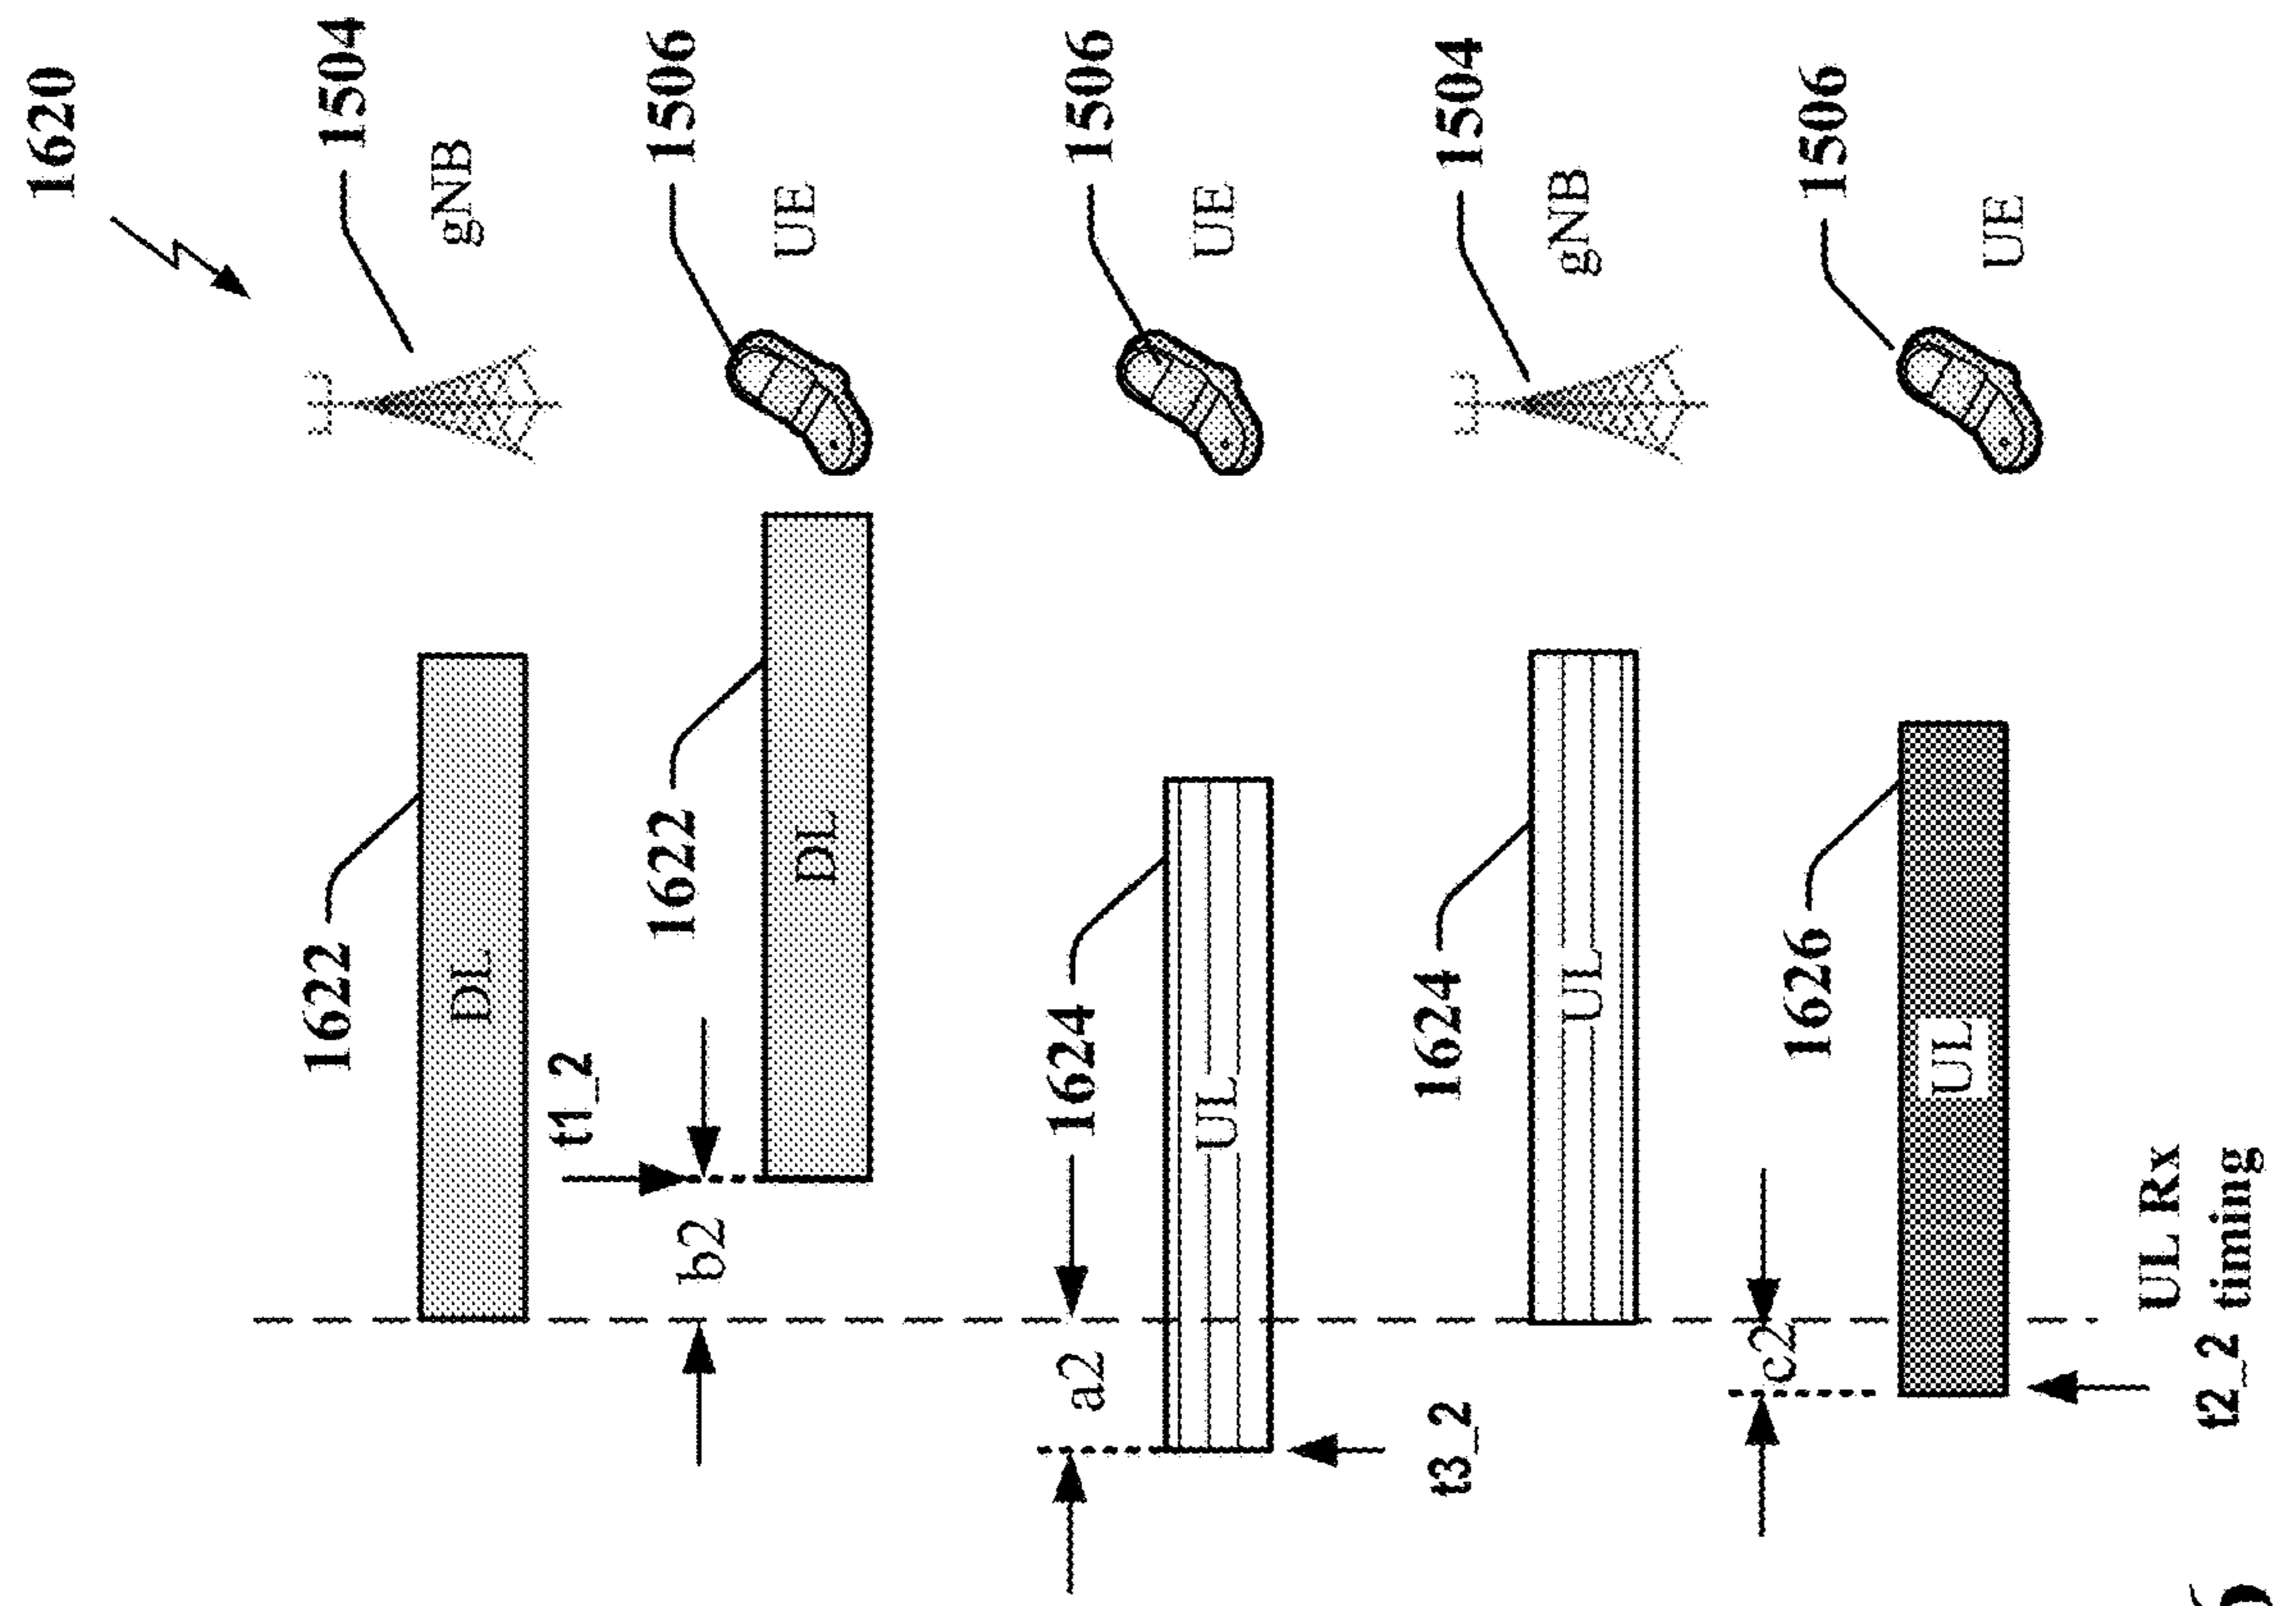 1620
1504
gNB
1622
DL
1506
UE
t1_2
b2
1622
DL
1506
UE
a2
1624
UL
t3_2
1504
gNB
1624
UL
1506
UE
c2
1626
UL
UL Rx
t2_2 timing